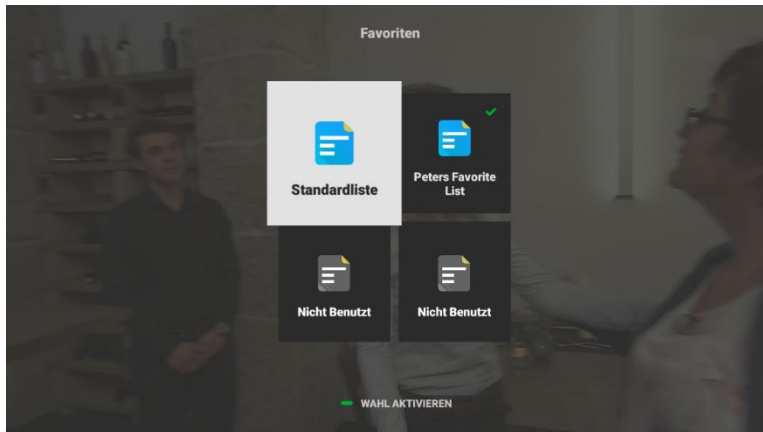 Favoriten
Standardliste
Peters Favorite
List
Nicht Benutzt
Nicht Benutzt
WAHL AKTIVIEREN